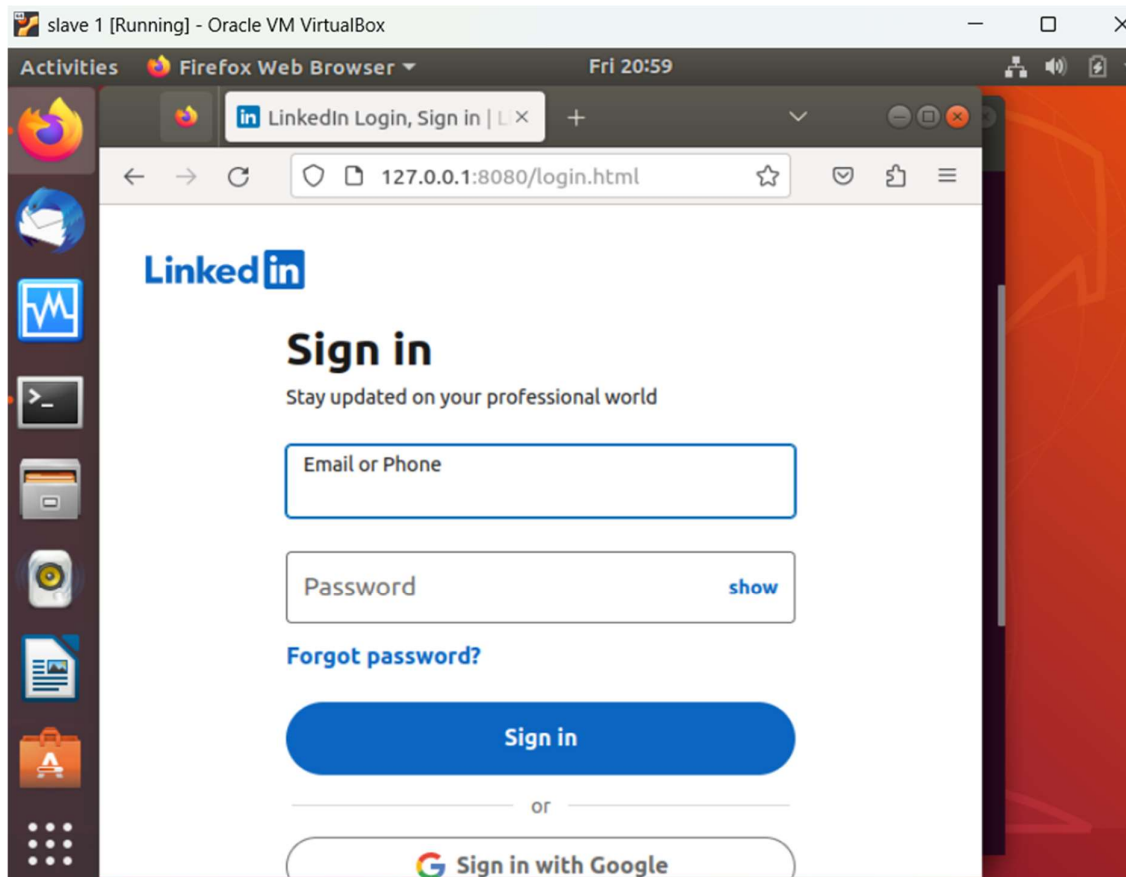 slave 1 [Running] - Oracle VM VirtualBox
Activities Firefox Web Browser Fri 20:59
in LinkedIn Login, Sign in | L
127.0.0.1:8080/login.html
Linkedin
Sign in
Stay updated on your professional world
Email or Phone
Password show
Forgot password?
Sign in
or
G Sign in with Google